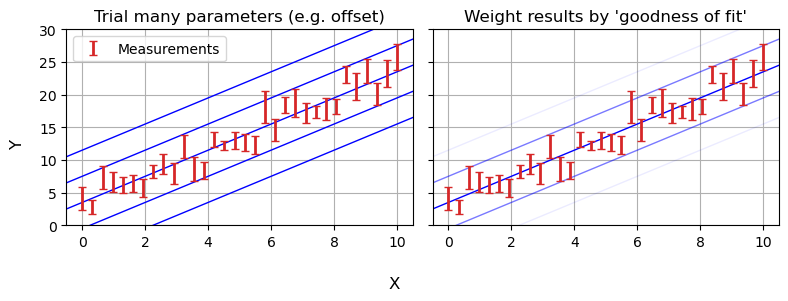 Trial many parameters (e.g. offset)
Weight results by 'goodness of fit'
Measurements
Y
30
25
20
15
10
5
0
0 2 4 6 8 10
0 2 4 6 8 10
X